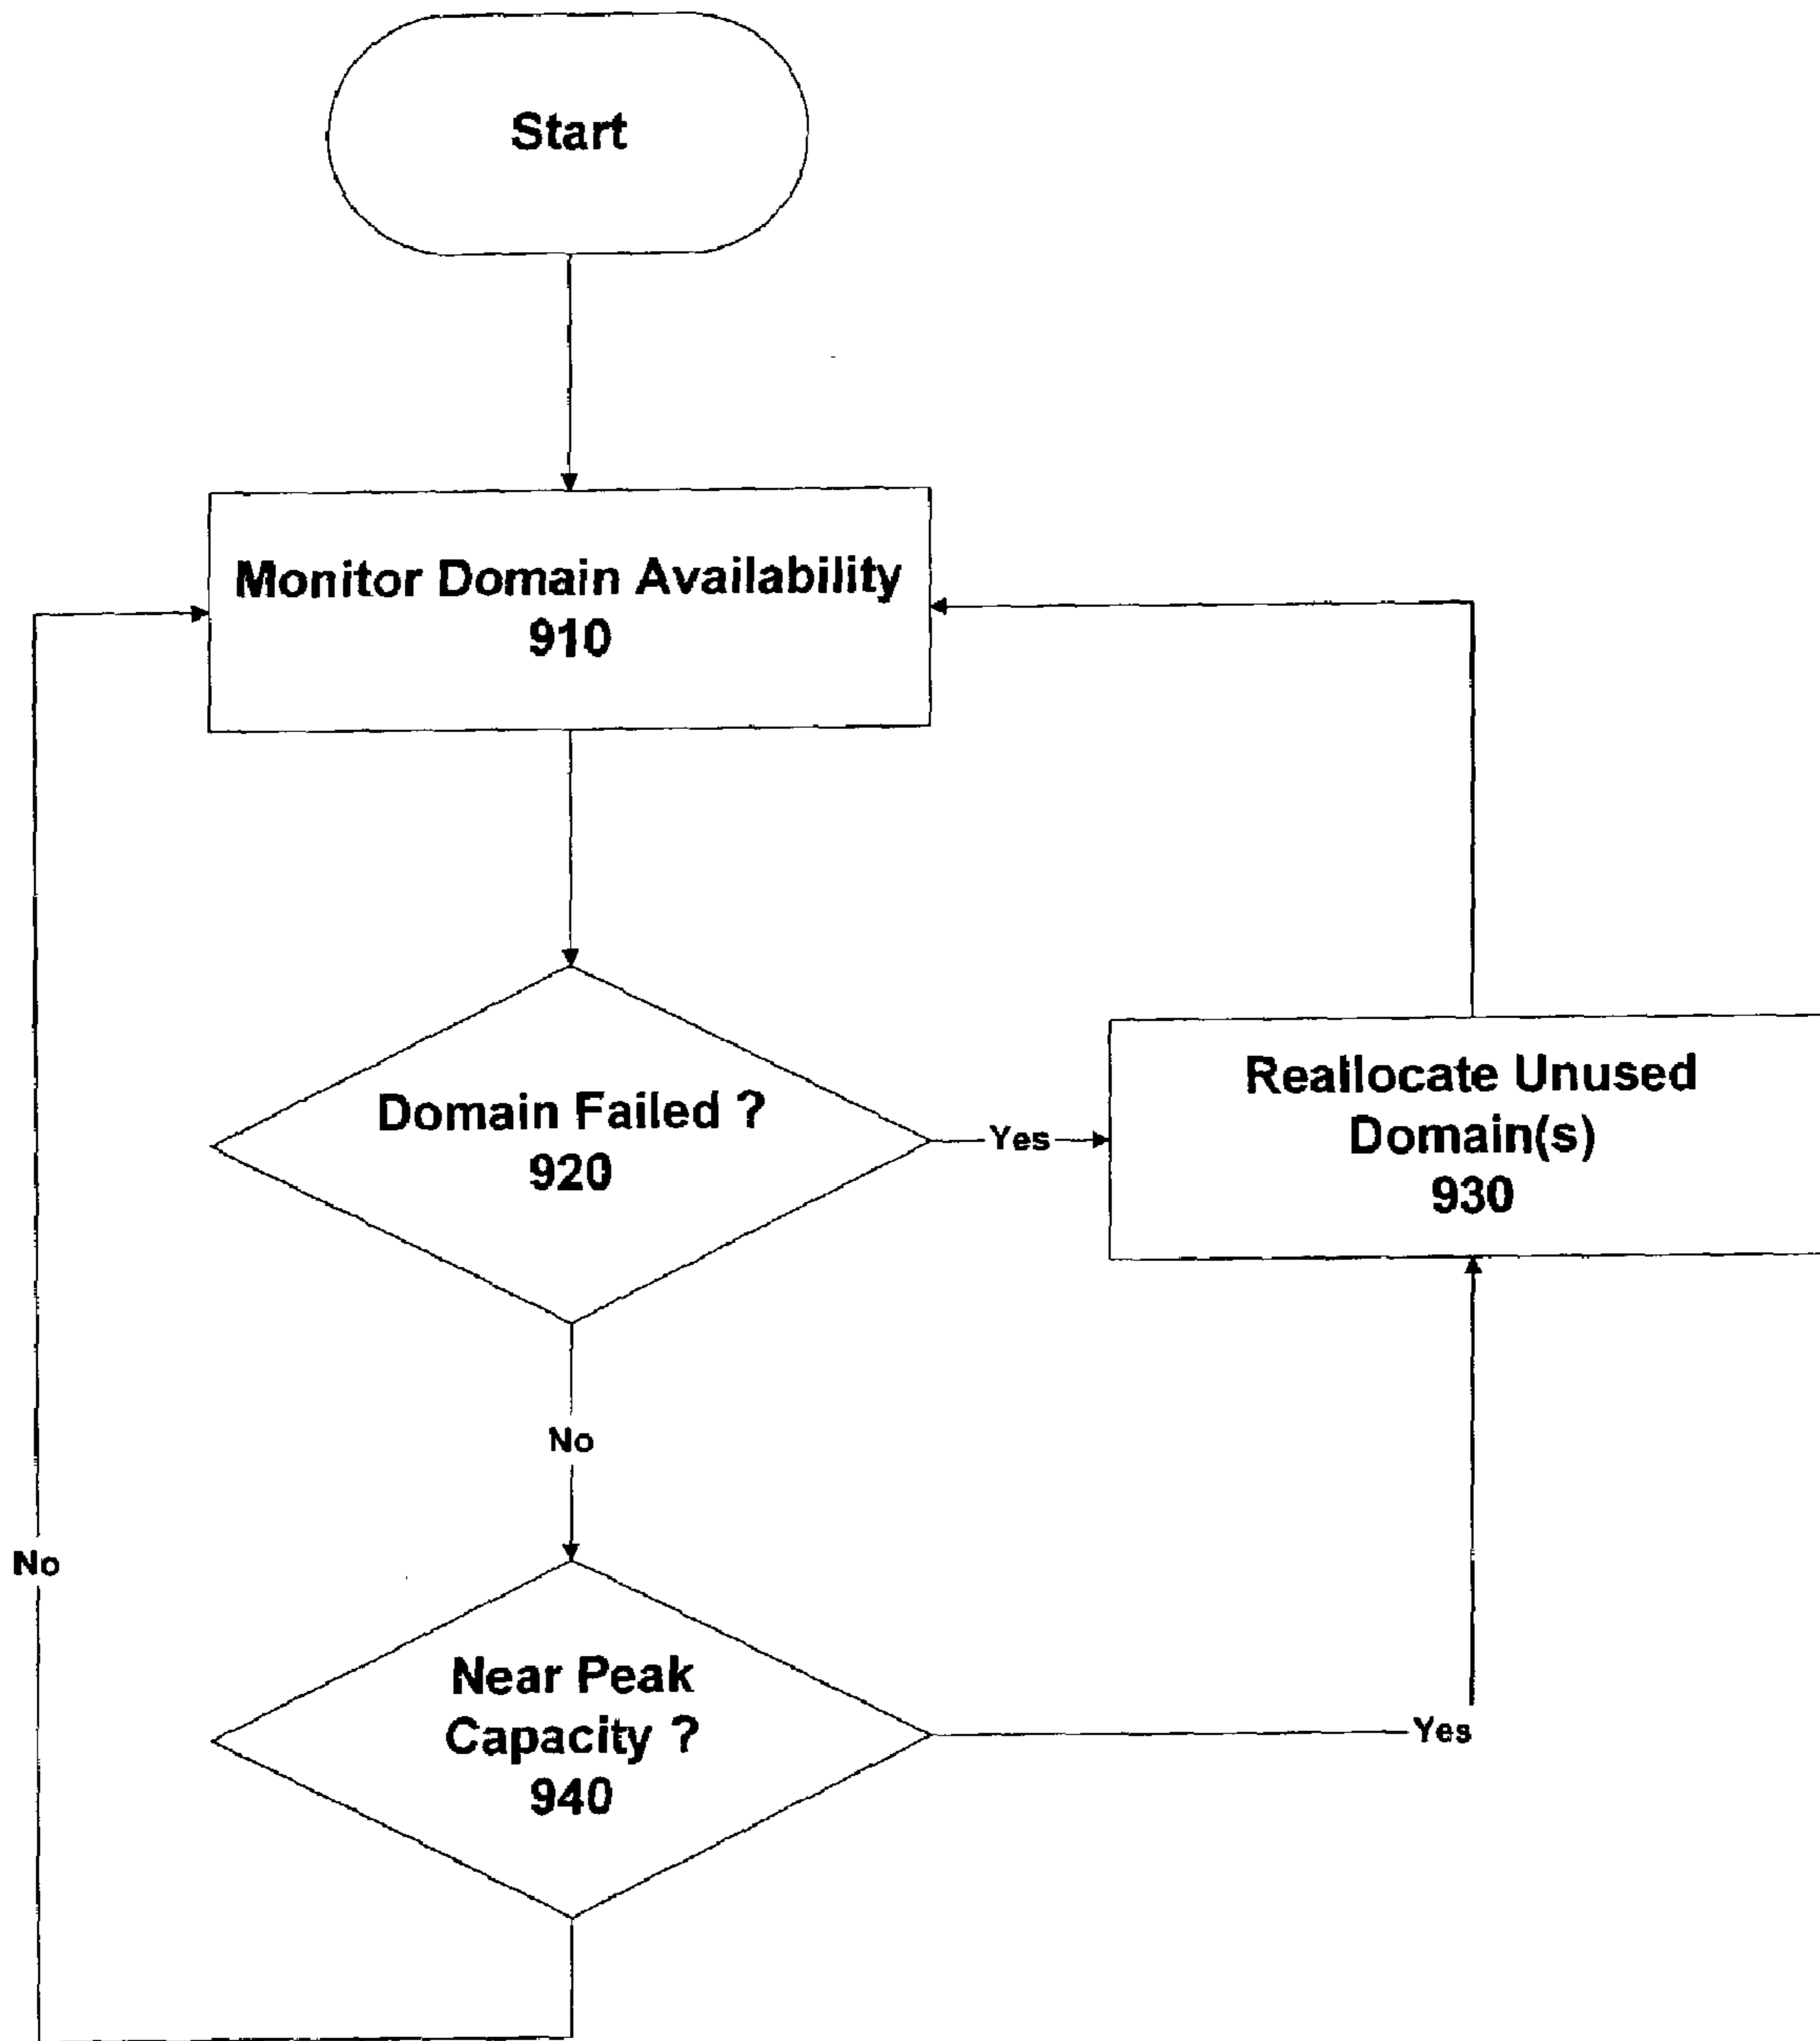 Start
Monitor Domain Availability
910
Domain Failed ?
920
Yes
Reallocate Unused
Domain(s)
930
No
No
Near Peak
Capacity ?
940
Yes